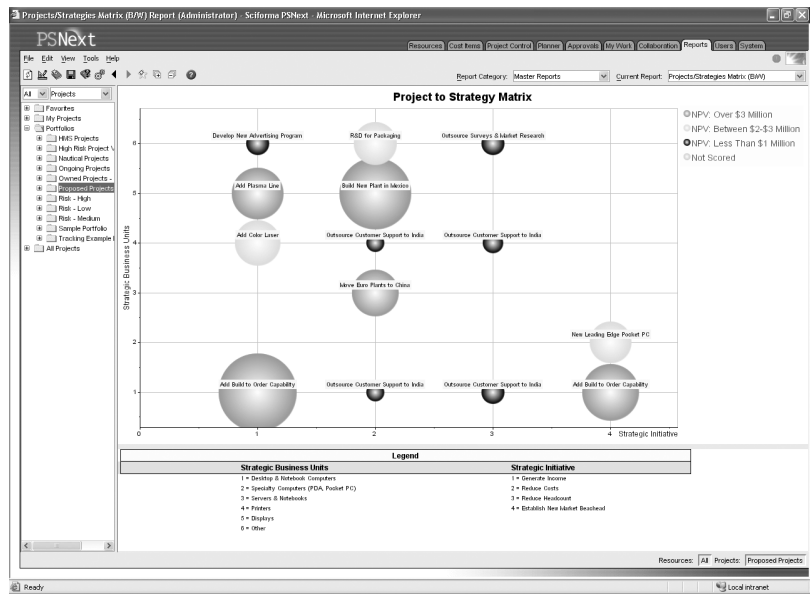 Projects/Strategies Matrix (B/W) Report (Administrator) - Sciforma PSNext - Microsoft Internet Explorer
PSNext
Resources Cost Items Project Control Planner Approvals My Work Collaboration Reports Users System
File Edit View Tools Help
Report Category: Master Reports Current Report: Projects/Strategies Matrix (B/W)
All Projects
Favorites
My Projects
Portfolios
HMS Projects
High Risk Project
Nautical Projects
Ongoing Projects
Owned Projects -
Proposed Projects
Risk - High
Risk - Low
Risk - Medium
Sample Portfolio
Tracking Example
All Projects
Project to Strategy Matrix
NPV: Over $3 Million
NPV: Between $2-$3 Million
NPV: Less Than $1 Million
Not Scored
Strategic Business Units
6
5
4
3
2
1
Develop New Advertising Program
R&D for Packaging
Outsource Surveys & Market Research
Add Plasma Line
Build New Plant in Mexico
Add Color Laser
Outsource Customer Support to India
Outsource Customer Support to India
Move Euro Plants to China
New Leading Edge Pocket PC
Add Build to Order Capability
Outsource Customer Support to India
Outsource Customer Support to India
Add Build to Order Capability
0 1 2 3 4 Strategic Initiative
Legend
Strategic Business Units
1 = Desktop & Notebook Computers
2 = Specialty Computers (PDA, Pocket PC)
3 = Servers & Notebooks
4 = Printers
5 = Displays
6 = Other
Strategic Initiative
1 = Generate Income
2 = Reduce Costs
3 = Reduce Headcount
4 = Establish New Market Beachead
Resources: All Projects: Proposed Projects
Ready
Local intranet